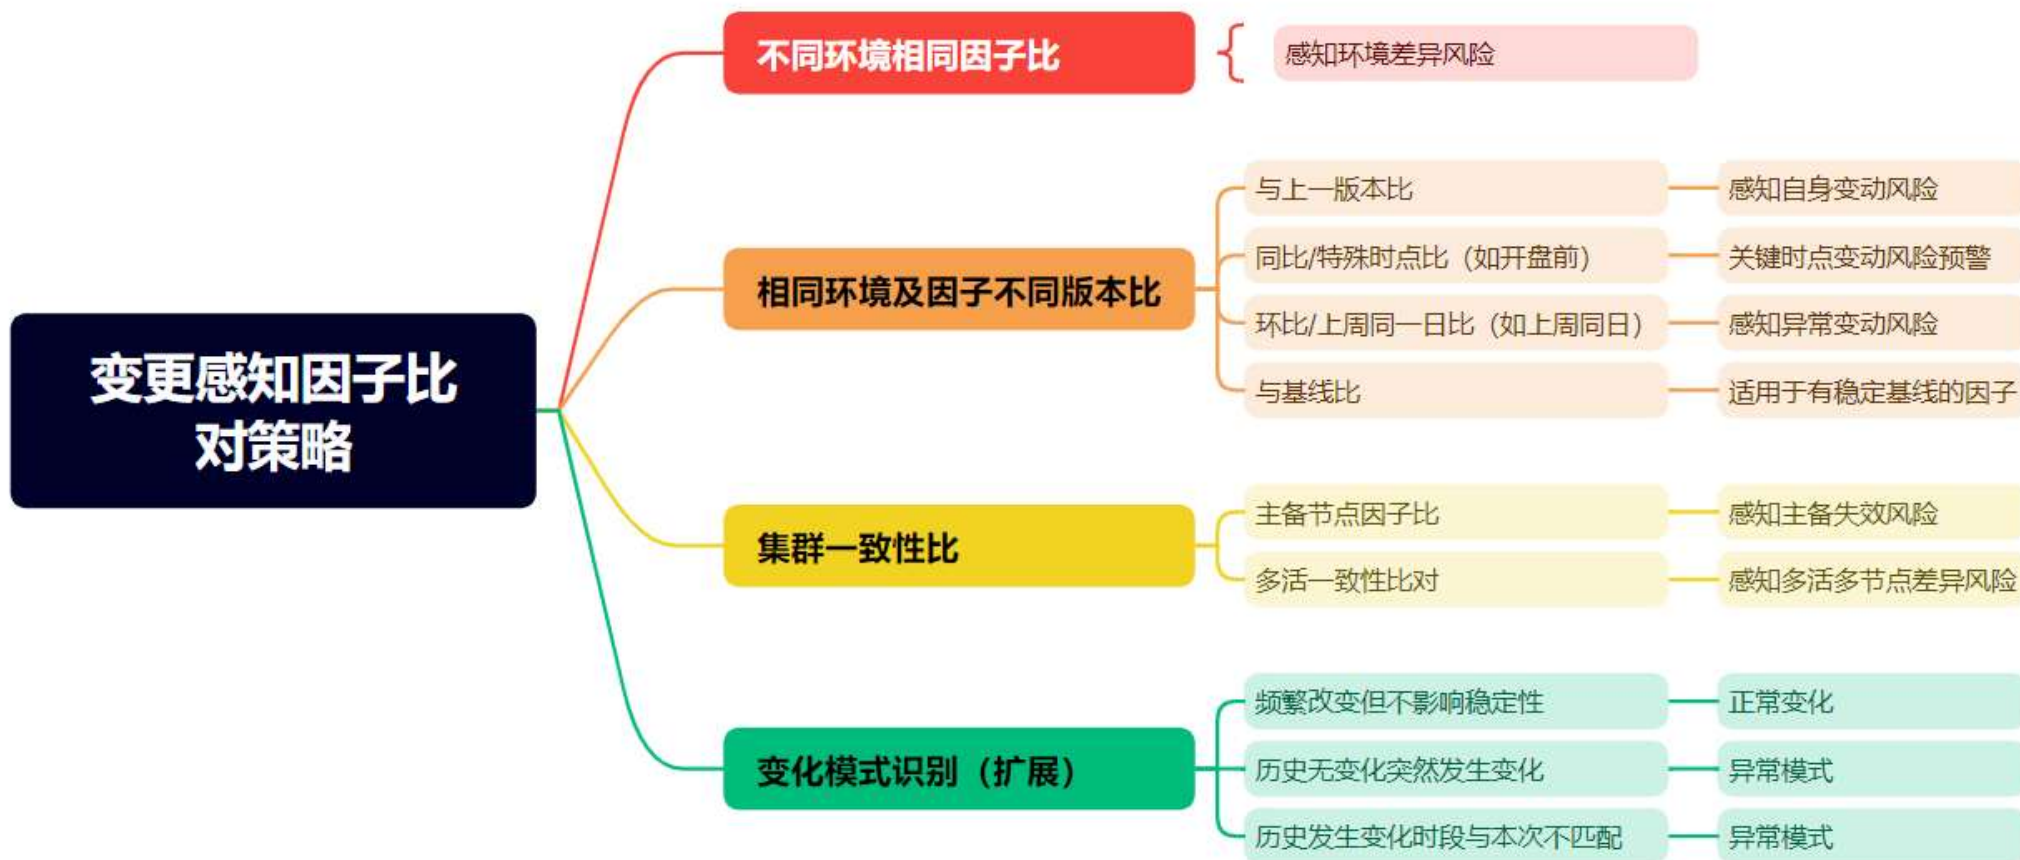 变更感知因子比
对策略
不同环境相同因子比
感知环境差异风险
相同环境及因子不同版本比
与上一版本比
感知自身变动风险
同比/特殊时点比（如开盘前）
关键时点变动风险预警
环比/上周同一日比（如上周同日）
感知异常变动风险
与基线比
适用于有稳定基线的因子
集群一致性比
主备节点因子比
感知主备失效风险
多活一致性比对
感知多活多节点差异风险
变化模式识别（扩展）
频繁改变但不影响稳定性
正常变化
历史无变化突然发生变化
异常模式
历史发生变化时段与本次不匹配
异常模式